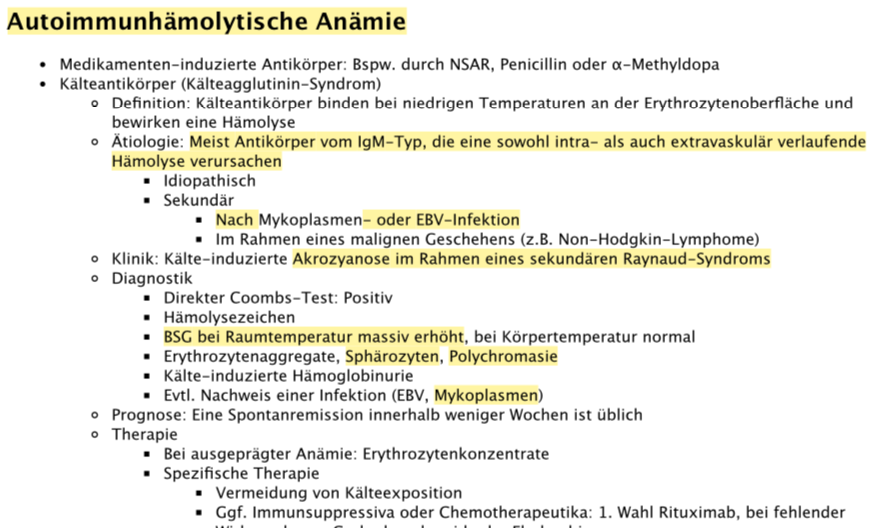 Autoimmunhämolytische Anämie
• Medikamenten-induzierte Antikörper: Bspw. durch NSAR, Penicillin oder α-Methyldopa
• Kälteantikörper (Kälteagglutinin-Syndrom)
◦ Definition: Kälteantikörper binden bei niedrigen Temperaturen an der Erythrozytenoberfläche und
bewirken eine Hämolyse
◦ Ätiologie: Meist Antikörper vom IgM-Typ, die eine sowohl intra- als auch extravaskulär verlaufende
Hämolyse verursachen
▪ Idiopathisch
▪ Sekundär
▪ Nach Mykoplasmen- oder EBV-Infektion
▪ Im Rahmen eines malignen Geschehens (z.B. Non-Hodgkin-Lymphome)
◦ Klinik: Kälte-induzierte Akrozyanose im Rahmen eines sekundären Raynaud-Syndroms
◦ Diagnostik
▪ Direkter Coombs-Test: Positiv
▪ Hämolysezeichen
▪ BSG bei Raumtemperatur massiv erhöht, bei Körpertemperatur normal
▪ Erythrozytenaggregate, Sphärozyten, Polychromasie
▪ Kälte-induzierte Hämoglobinurie
▪ Evtl. Nachweis einer Infektion (EBV, Mykoplasmen)
◦ Prognose: Eine Spontanremission innerhalb weniger Wochen ist üblich
◦ Therapie
▪ Bei ausgeprägter Anämie: Erythrozytenkonzentrate
▪ Spezifische Therapie
▪ Vermeidung von Kälteexposition
▪ Ggf. Immunsuppressiva oder Chemotherapeutika: 1. Wahl Rituximab, bei fehlender